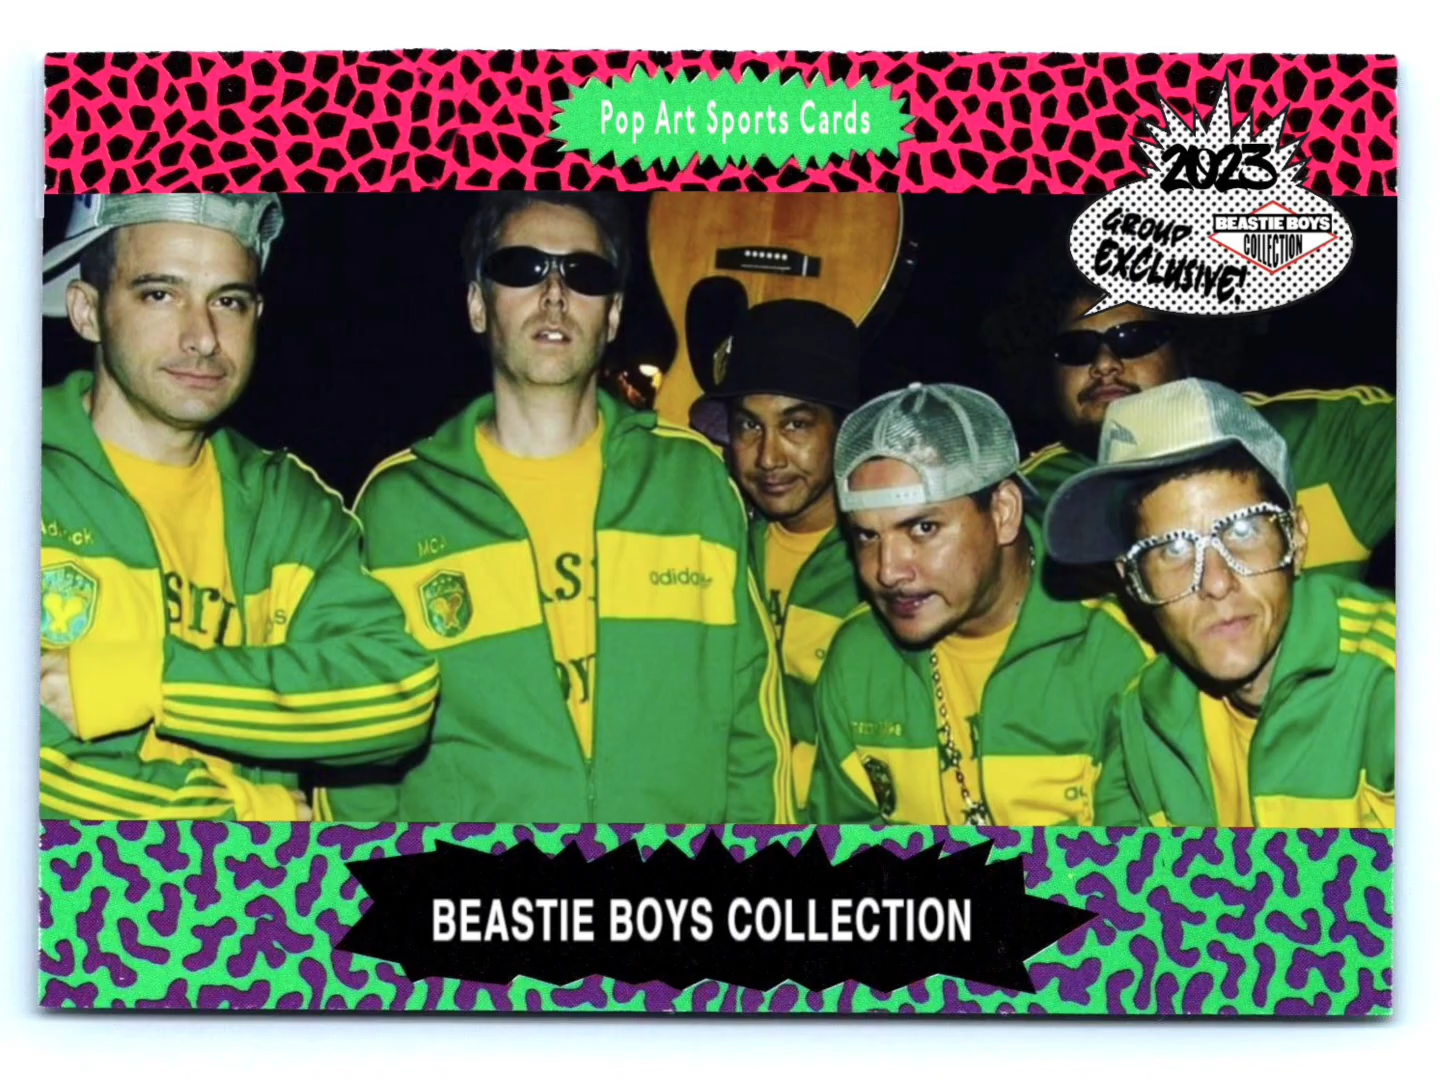 Pop Art Sports Cards
2023
GROUP
EXCLUSIVE!
BEASTIE BOYS
COLLECTION
MCA
adidas
BEASTIE BOYS COLLECTION